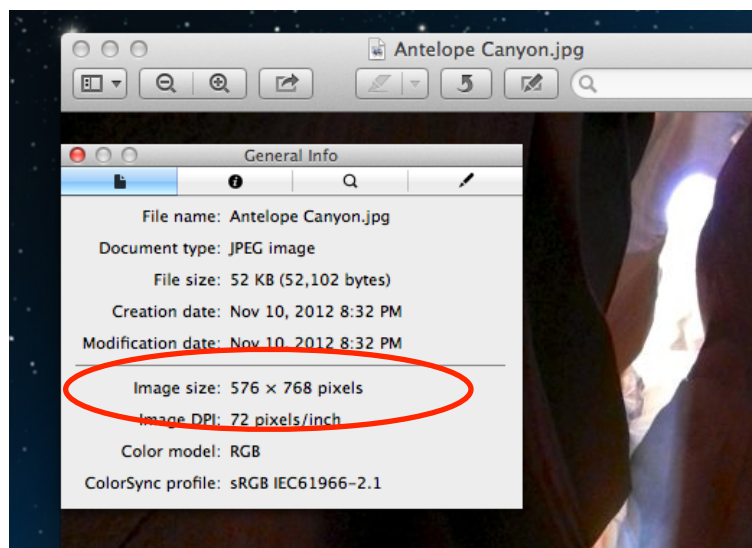 Antelope Canyon.jpg
General Info
File name: Antelope Canyon.jpg
Document type: JPEG image
File size: 52 KB (52,102 bytes)
Creation date: Nov 10, 2012 8:32 PM
Modification date: Nov 10, 2012 8:32 PM
Image size: 576 × 768 pixels
Image DPI: 72 pixels/inch
Color model: RGB
ColorSync profile: sRGB IEC61966-2.1